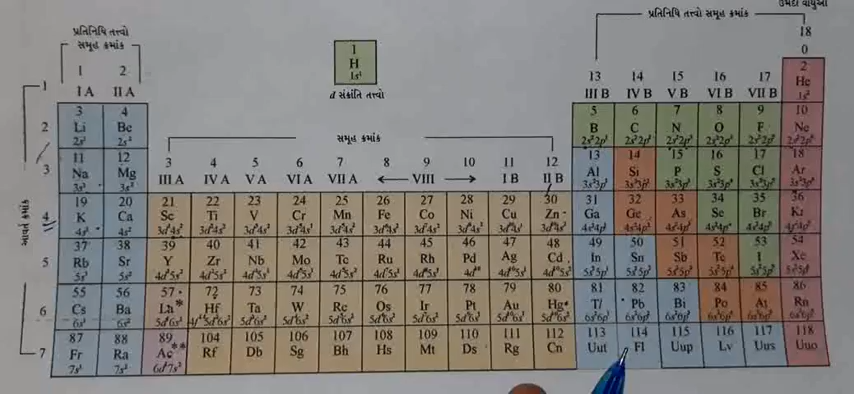 ઉમદા વાયુઓ
પ્રતિનિધિ તત્ત્વો
સમૂહ ક્રમાંક
પ્રતિનિધિ તત્ત્વો સમૂહ ક્રમાંક
18
0
1 2
I A II A
1
H
1s¹
d સંક્રાંતિ તત્ત્વો
13 14 15 16 17
III B IV B V B VI B VII B
2
He
1s²
1
સમૂહ ક્રમાંક
3 4 5 6 7 8 9 10 11 12
III A IV A V A VI A VII A ← VIII → I B II B
આવર્ત ક્રમાંક
2
3 4 5 6 7 8 9 10
Li Be B C N O F Ne
2s¹ 2s² 2s²2p¹ 2s²2p² 2s²2p³ 2s²2p⁴ 2s²2p⁵ 2s²2p⁶
3
11 12 13 14 15 16 17 18
Na Mg Al Si P S Cl Ar
3s¹ 3s² 3s²3p¹ 3s²3p² 3s²3p³ 3s²3p⁴ 3s²3p⁵ 3s²3p⁶
4
19 20 21 22 23 24 25 26 27 28 29 30 31 32 33 34 35 36
K Ca Sc Ti V Cr Mn Fe Co Ni Cu Zn Ga Ge As Se Br Kr
4s¹ 4s²
5
37 38 39 40 41 42 43 44 45 46 47 48 49 50 51 52 53 54
Rb Sr Y Zr Nb Mo Tc Ru Rh Pd Ag Cd In Sn Sb Te I Xe
5s¹ 5s²
6
55 56 57 72 73 74 75 76 77 78 79 80 81 82 83 84 85 86
Cs Ba La* Hf Ta W Re Os Ir Pt Au Hg Tl Pb Bi Po At Rn
6s¹ 6s²
7
87 88 89 104 105 106 107 108 109 110 111 112 113 114 115 116 117 118
Fr Ra Ac** Rf Db Sg Bh Hs Mt Ds Rg Cn Uut Fl Uup Lv Uus Uuo
7s¹ 7s² 6d¹7s²